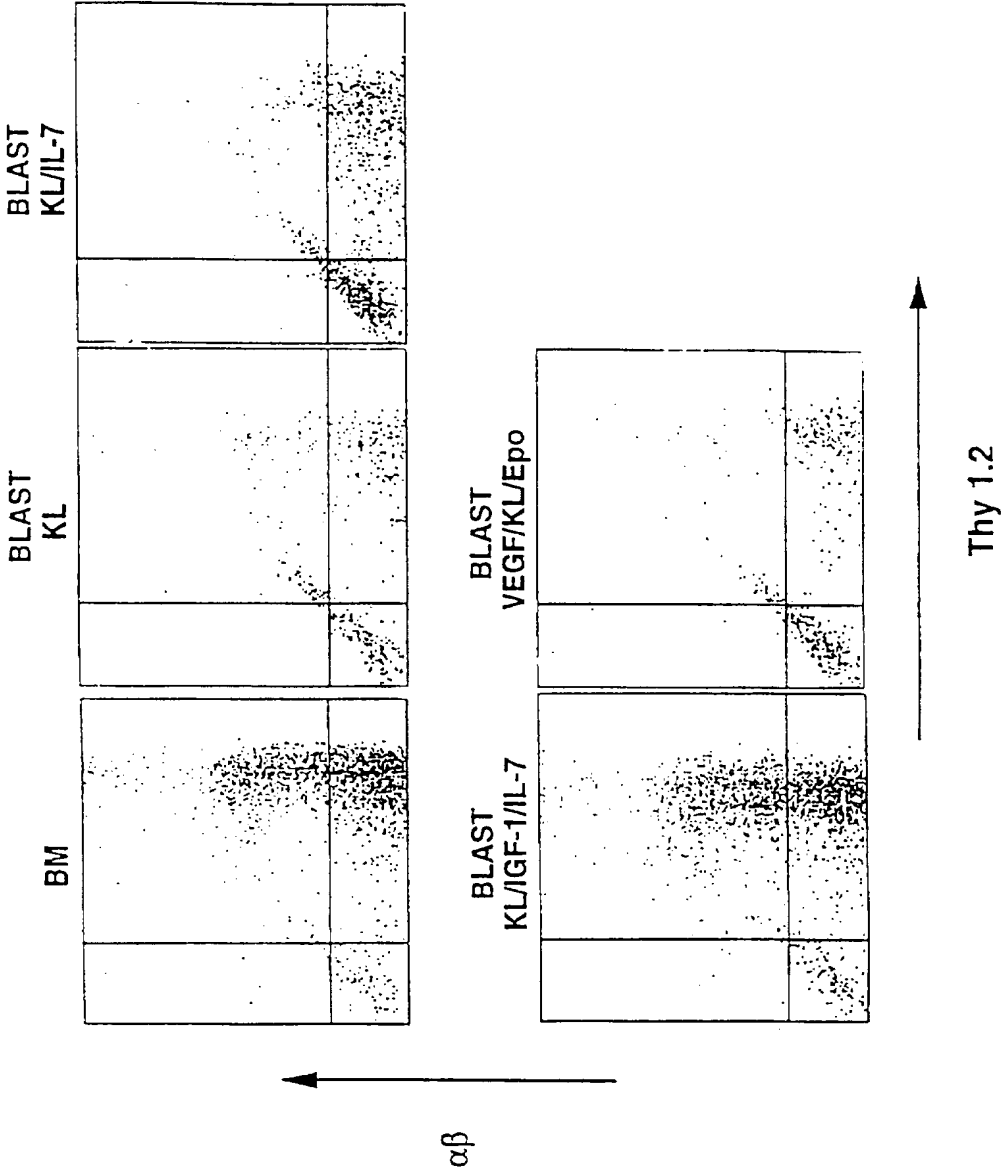 BM
BLAST
KL
BLAST
KL/IL-7
BLAST
KL/IGF-1/IL-7
BLAST
VEGF/KL/Epo
αβ
Thy 1.2